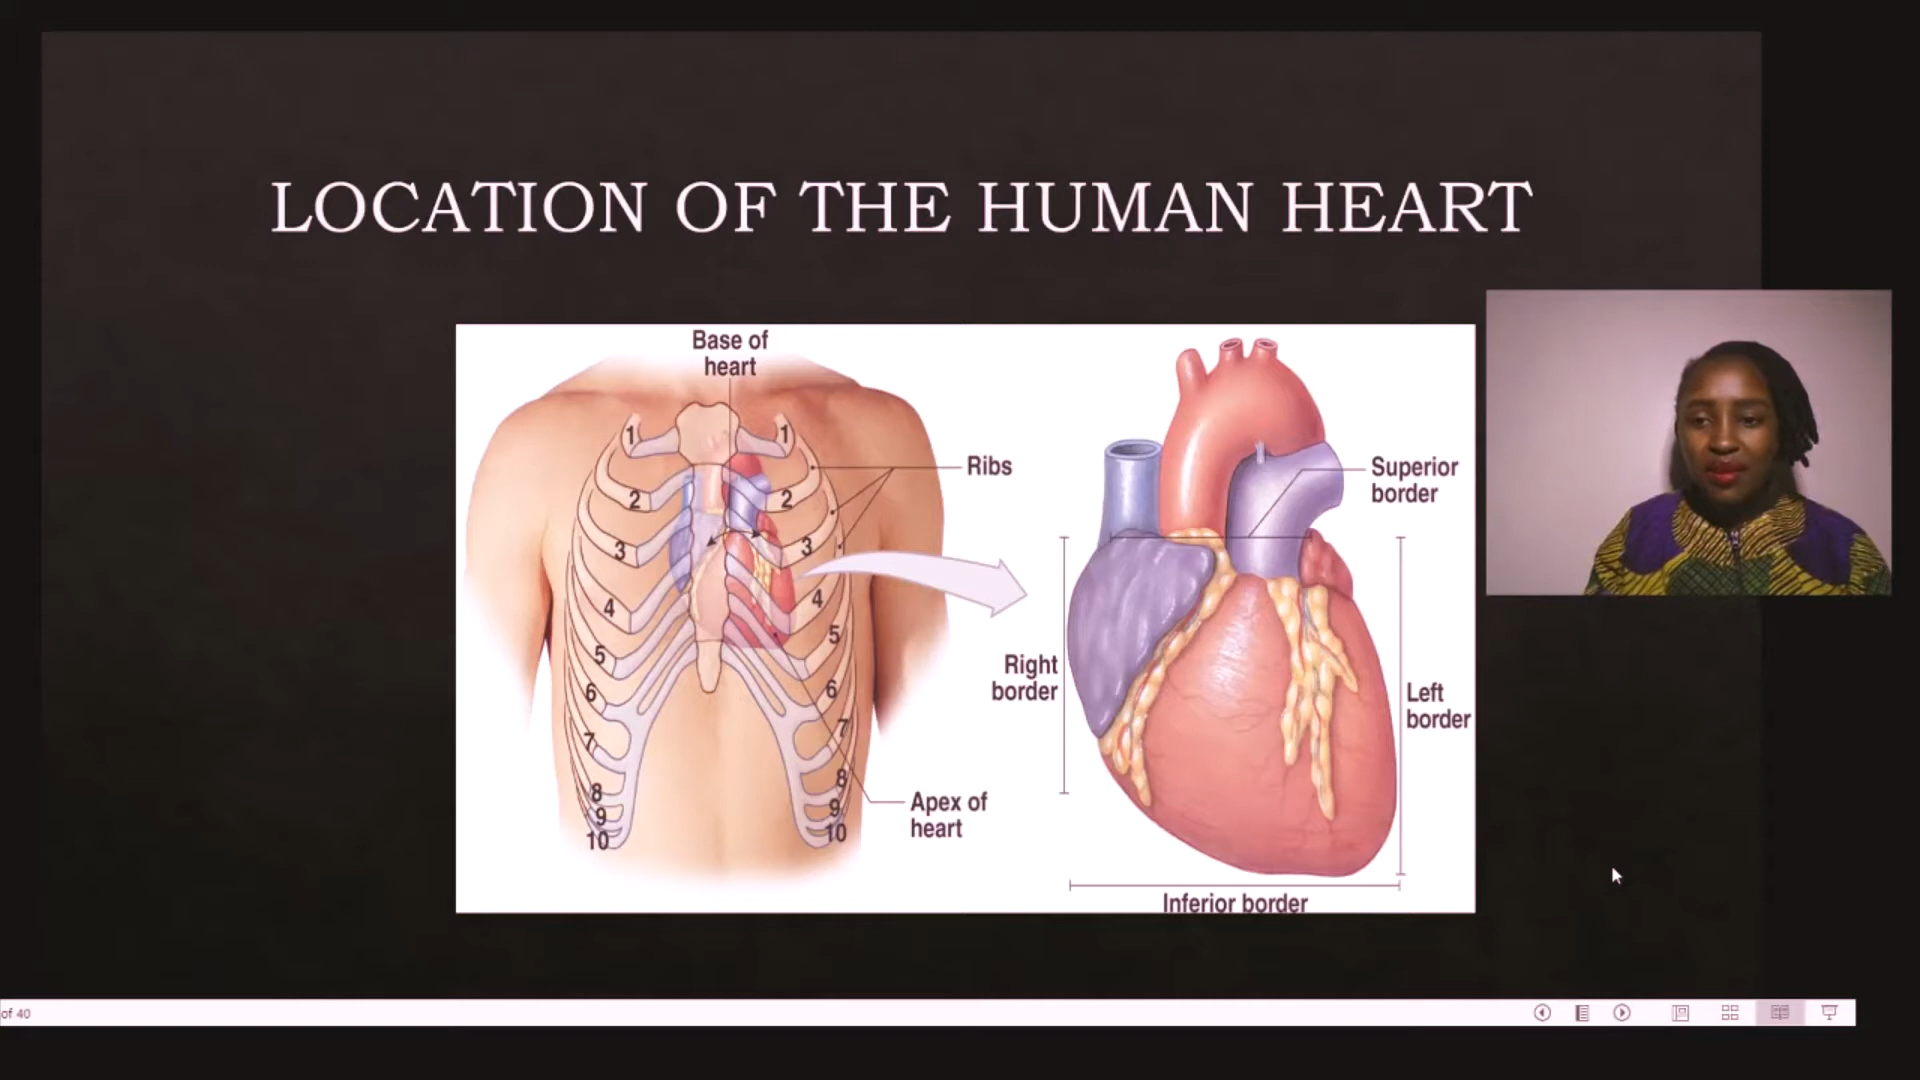 LOCATION OF THE HUMAN HEART
Base of
heart
Ribs
1
1
2
2
3
3
4
4
5
5
6
6
7
7
8
8
9
9
10
10
Apex of
heart
Superior
border
Right
border
Left
border
Inferior border
of 40